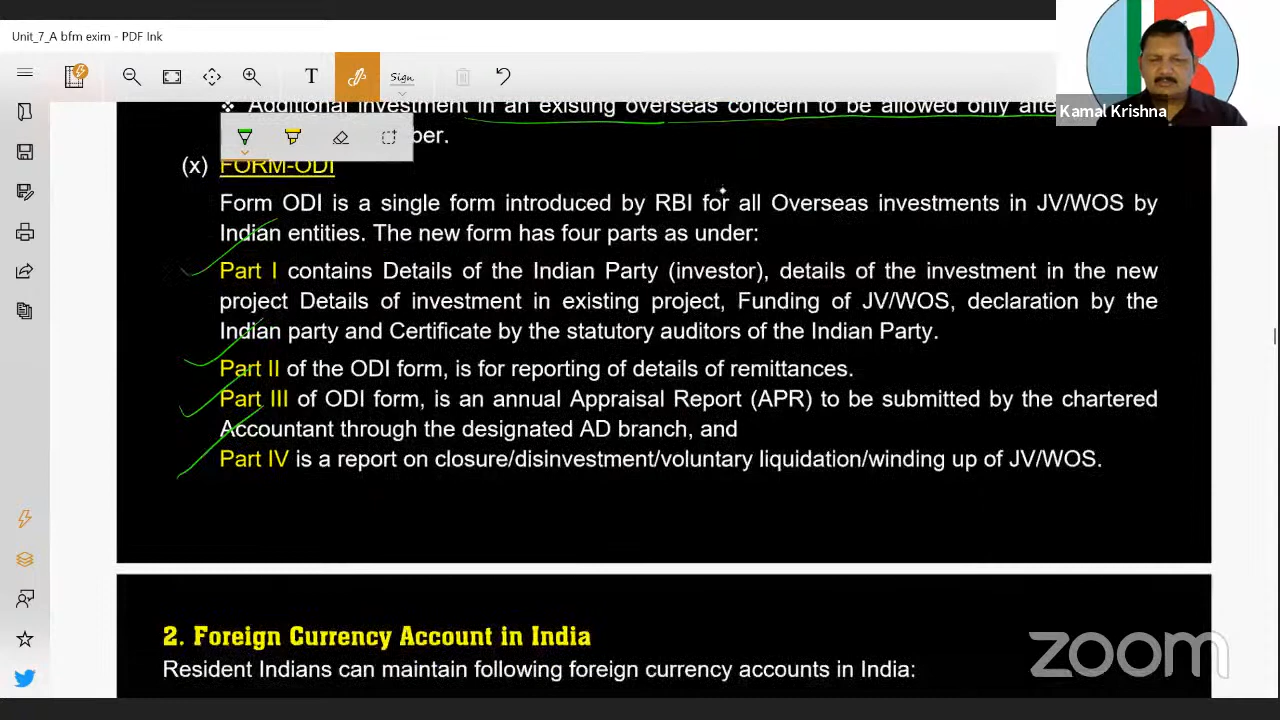 Unit_7_A bfm exim - PDF Ink
T
Sign
Kamal Krishna
Additional investment in an existing overseas concern to be allowed only afte
ber.
(x) FORM-ODI
Form ODI is a single form introduced by RBI for all Overseas investments in JV/WOS by
Indian entities. The new form has four parts as under:
Part I contains Details of the Indian Party (investor), details of the investment in the new
project Details of investment in existing project, Funding of JV/WOS, declaration by the
Indian party and Certificate by the statutory auditors of the Indian Party.
Part II of the ODI form, is for reporting of details of remittances.
Part III of ODI form, is an annual Appraisal Report (APR) to be submitted by the chartered
Accountant through the designated AD branch, and
Part IV is a report on closure/disinvestment/voluntary liquidation/winding up of JV/WOS.
2. Foreign Currency Account in India
Resident Indians can maintain following foreign currency accounts in India:
zoom